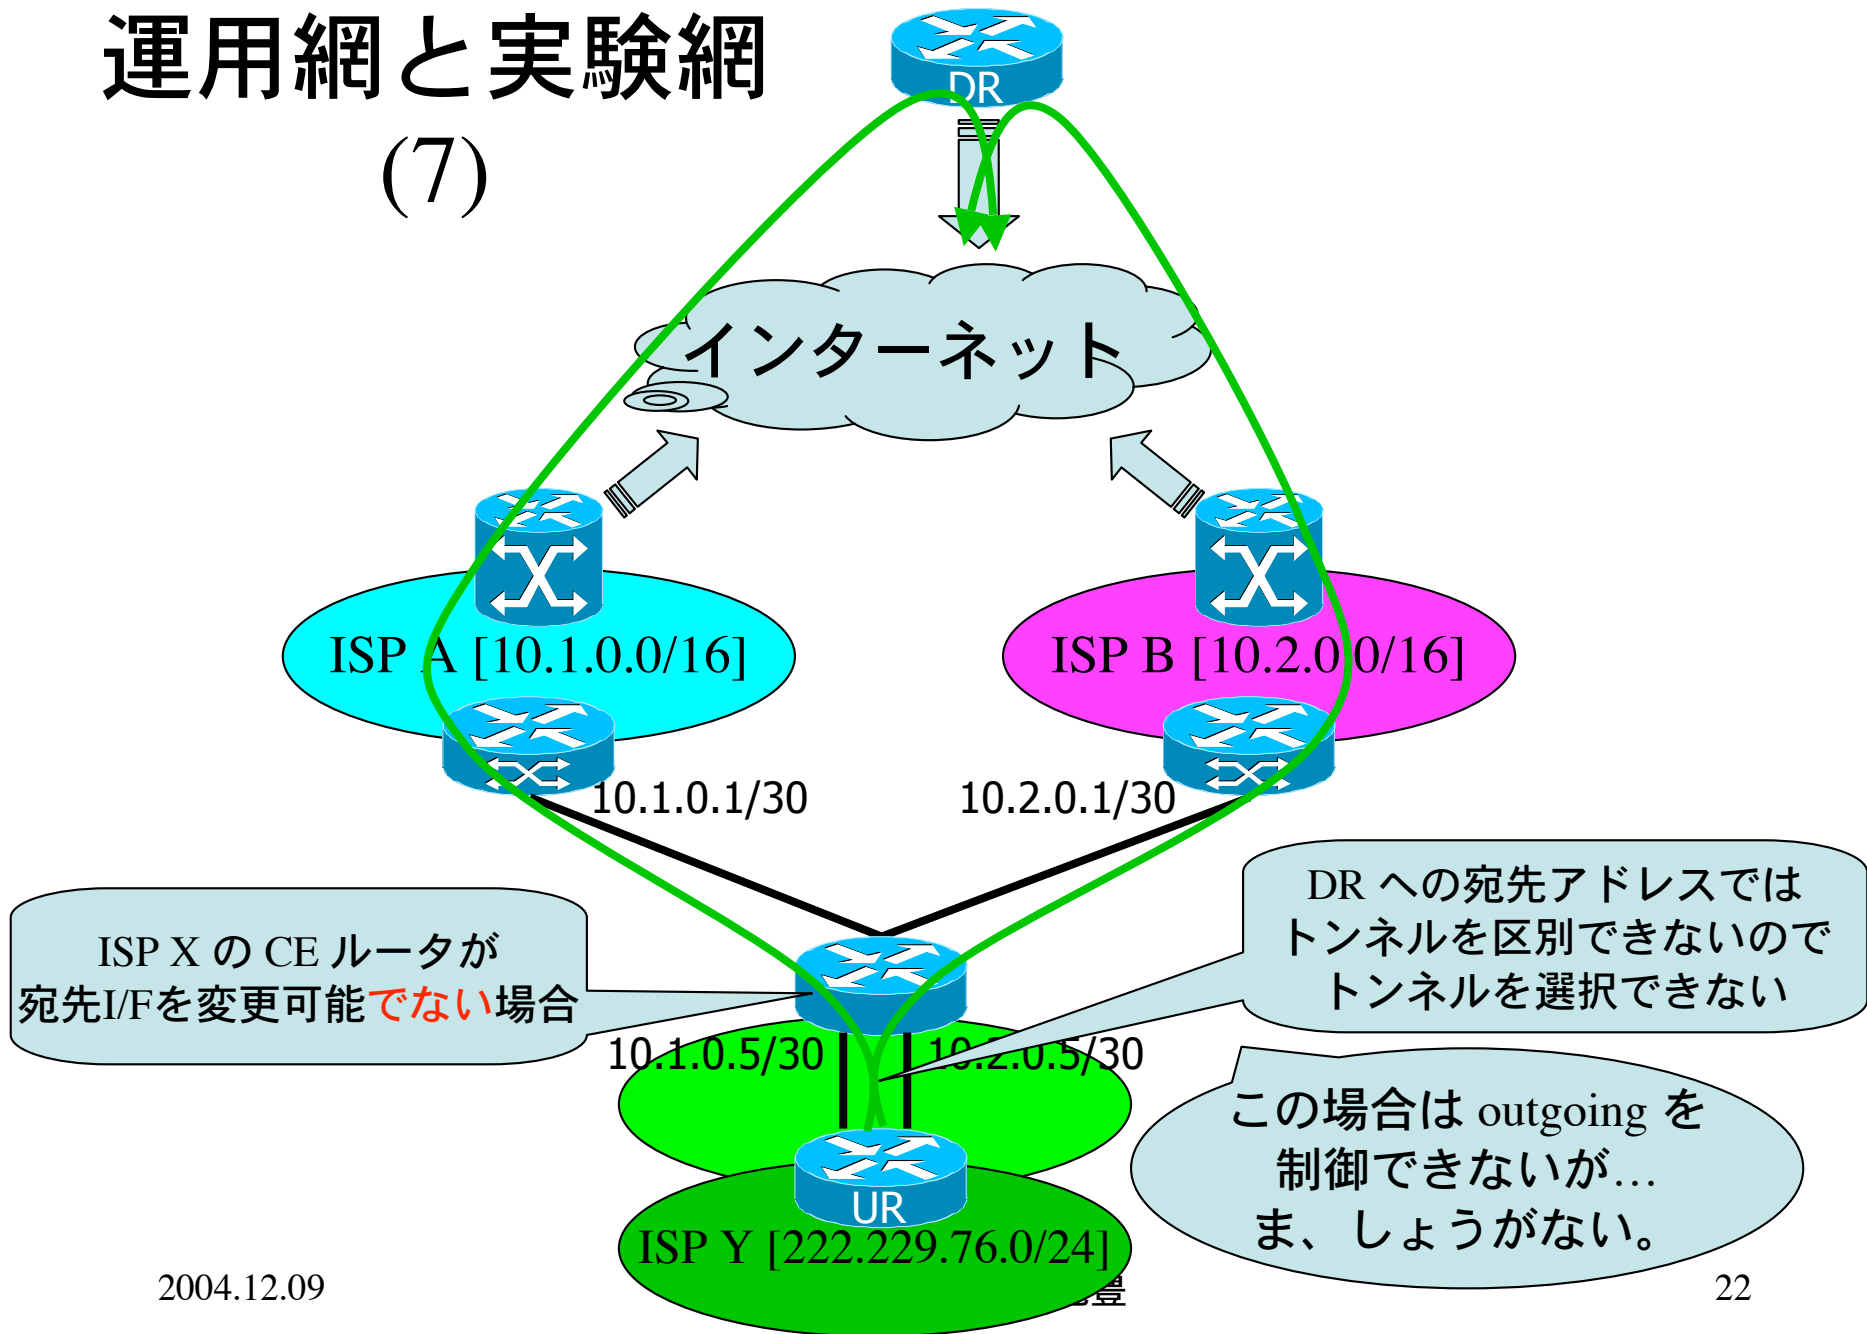 運用網と実験網
(7)
DR
インターネット
ISP A [10.1.0.0/16]
ISP B [10.2.0.0/16]
10.1.0.1/30
10.2.0.1/30
ISP X の CE ルータが
宛先I/Fを変更可能でない場合
DR への宛先アドレスでは
トンネルを区別できないので
トンネルを選択できない
10.1.0.5/30
10.2.0.5/30
この場合は outgoing を
制御できないが…
ま、しょうがない。
UR
ISP Y [222.229.76.0/24]
2004.12.09
豊
22